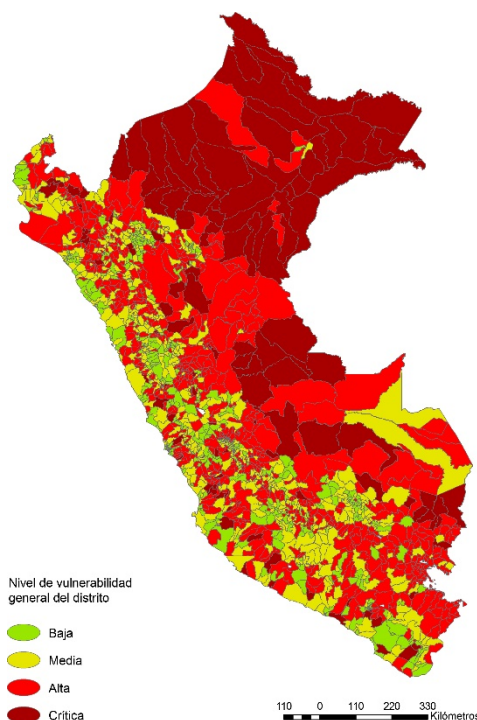 Nivel de vulnerabilidad
general del distrito
Baja
Media
Alta
Crítica
110 0 110 220 330
Kilómetros